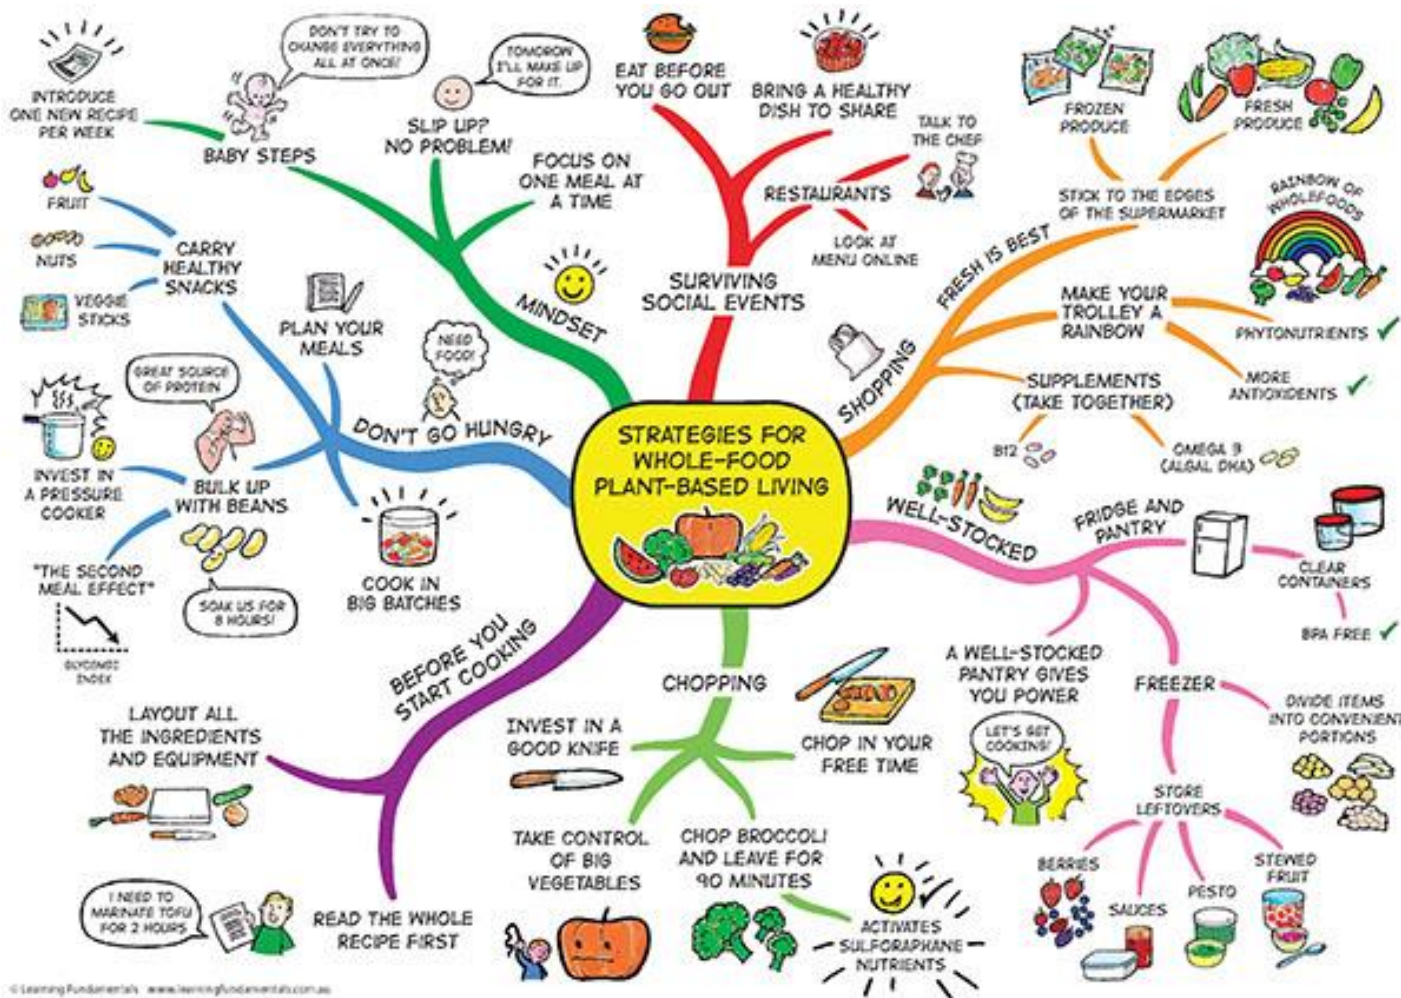 STRATEGIES FOR
WHOLE-FOOD
PLANT-BASED LIVING
MINDSET
BABY STEPS
DON'T TRY TO
CHANGE EVERYTHING
ALL AT ONCE!
INTRODUCE
ONE NEW RECIPE
PER WEEK
SLIP UP?
NO PROBLEM!
TOMOROW
I'LL MAKE UP
FOR IT.
FOCUS ON
ONE MEAL AT
A TIME
SURVIVING
SOCIAL EVENTS
EAT BEFORE
YOU GO OUT
BRING A HEALTHY
DISH TO SHARE
RESTAURANTS
TALK TO
THE CHEF
LOOK AT
MENU ONLINE
SHOPPING
FRESH IS BEST
STICK TO THE EDGES
OF THE SUPERMARKET
FROZEN
PRODUCE
FRESH
PRODUCE
MAKE YOUR
TROLLEY A
RAINBOW
RAINBOW OF
WHOLEFOODS
PHYTONUTRIENTS
MORE
ANTIOXIDENTS
SUPPLEMENTS
(TAKE TOGETHER)
B12
OMEGA 3
(ALGAL DHA)
WELL-STOCKED
FRIDGE AND
PANTRY
CLEAR
CONTAINERS
BPA FREE
A WELL-STOCKED
PANTRY GIVES
YOU POWER
LET'S GET
COOKING!
FREEZER
DIVIDE ITEMS
INTO CONVENIENT
PORTIONS
STORE
LEFTOVERS
BERRIES
SAUCES
PESTO
STEWED
FRUIT
CHOPPING
INVEST IN A
GOOD KNIFE
CHOP IN YOUR
FREE TIME
TAKE CONTROL
OF BIG
VEGETABLES
CHOP BROCCOLI
AND LEAVE FOR
90 MINUTES
ACTIVATES
SULFORAPHANE
NUTRIENTS
BEFORE YOU
START COOKING
LAYOUT ALL
THE INGREDIENTS
AND EQUIPMENT
READ THE WHOLE
RECIPE FIRST
I NEED TO
MARINATE TOFU
FOR 2 HOURS
DON'T GO HUNGRY
NEED
FOOD!
PLAN YOUR
MEALS
CARRY
HEALTHY
SNACKS
FRUIT
NUTS
VEGGIE
STICKS
BULK UP
WITH BEANS
GREAT SOURCE
OF PROTEIN
INVEST IN
A PRESSURE
COOKER
"THE SECOND
MEAL EFFECT"
INDEX
SOAK US FOR
8 HOURS!
COOK IN
BIG BATCHES
© Learning Fundamentals www.learningfundamentals.com.au